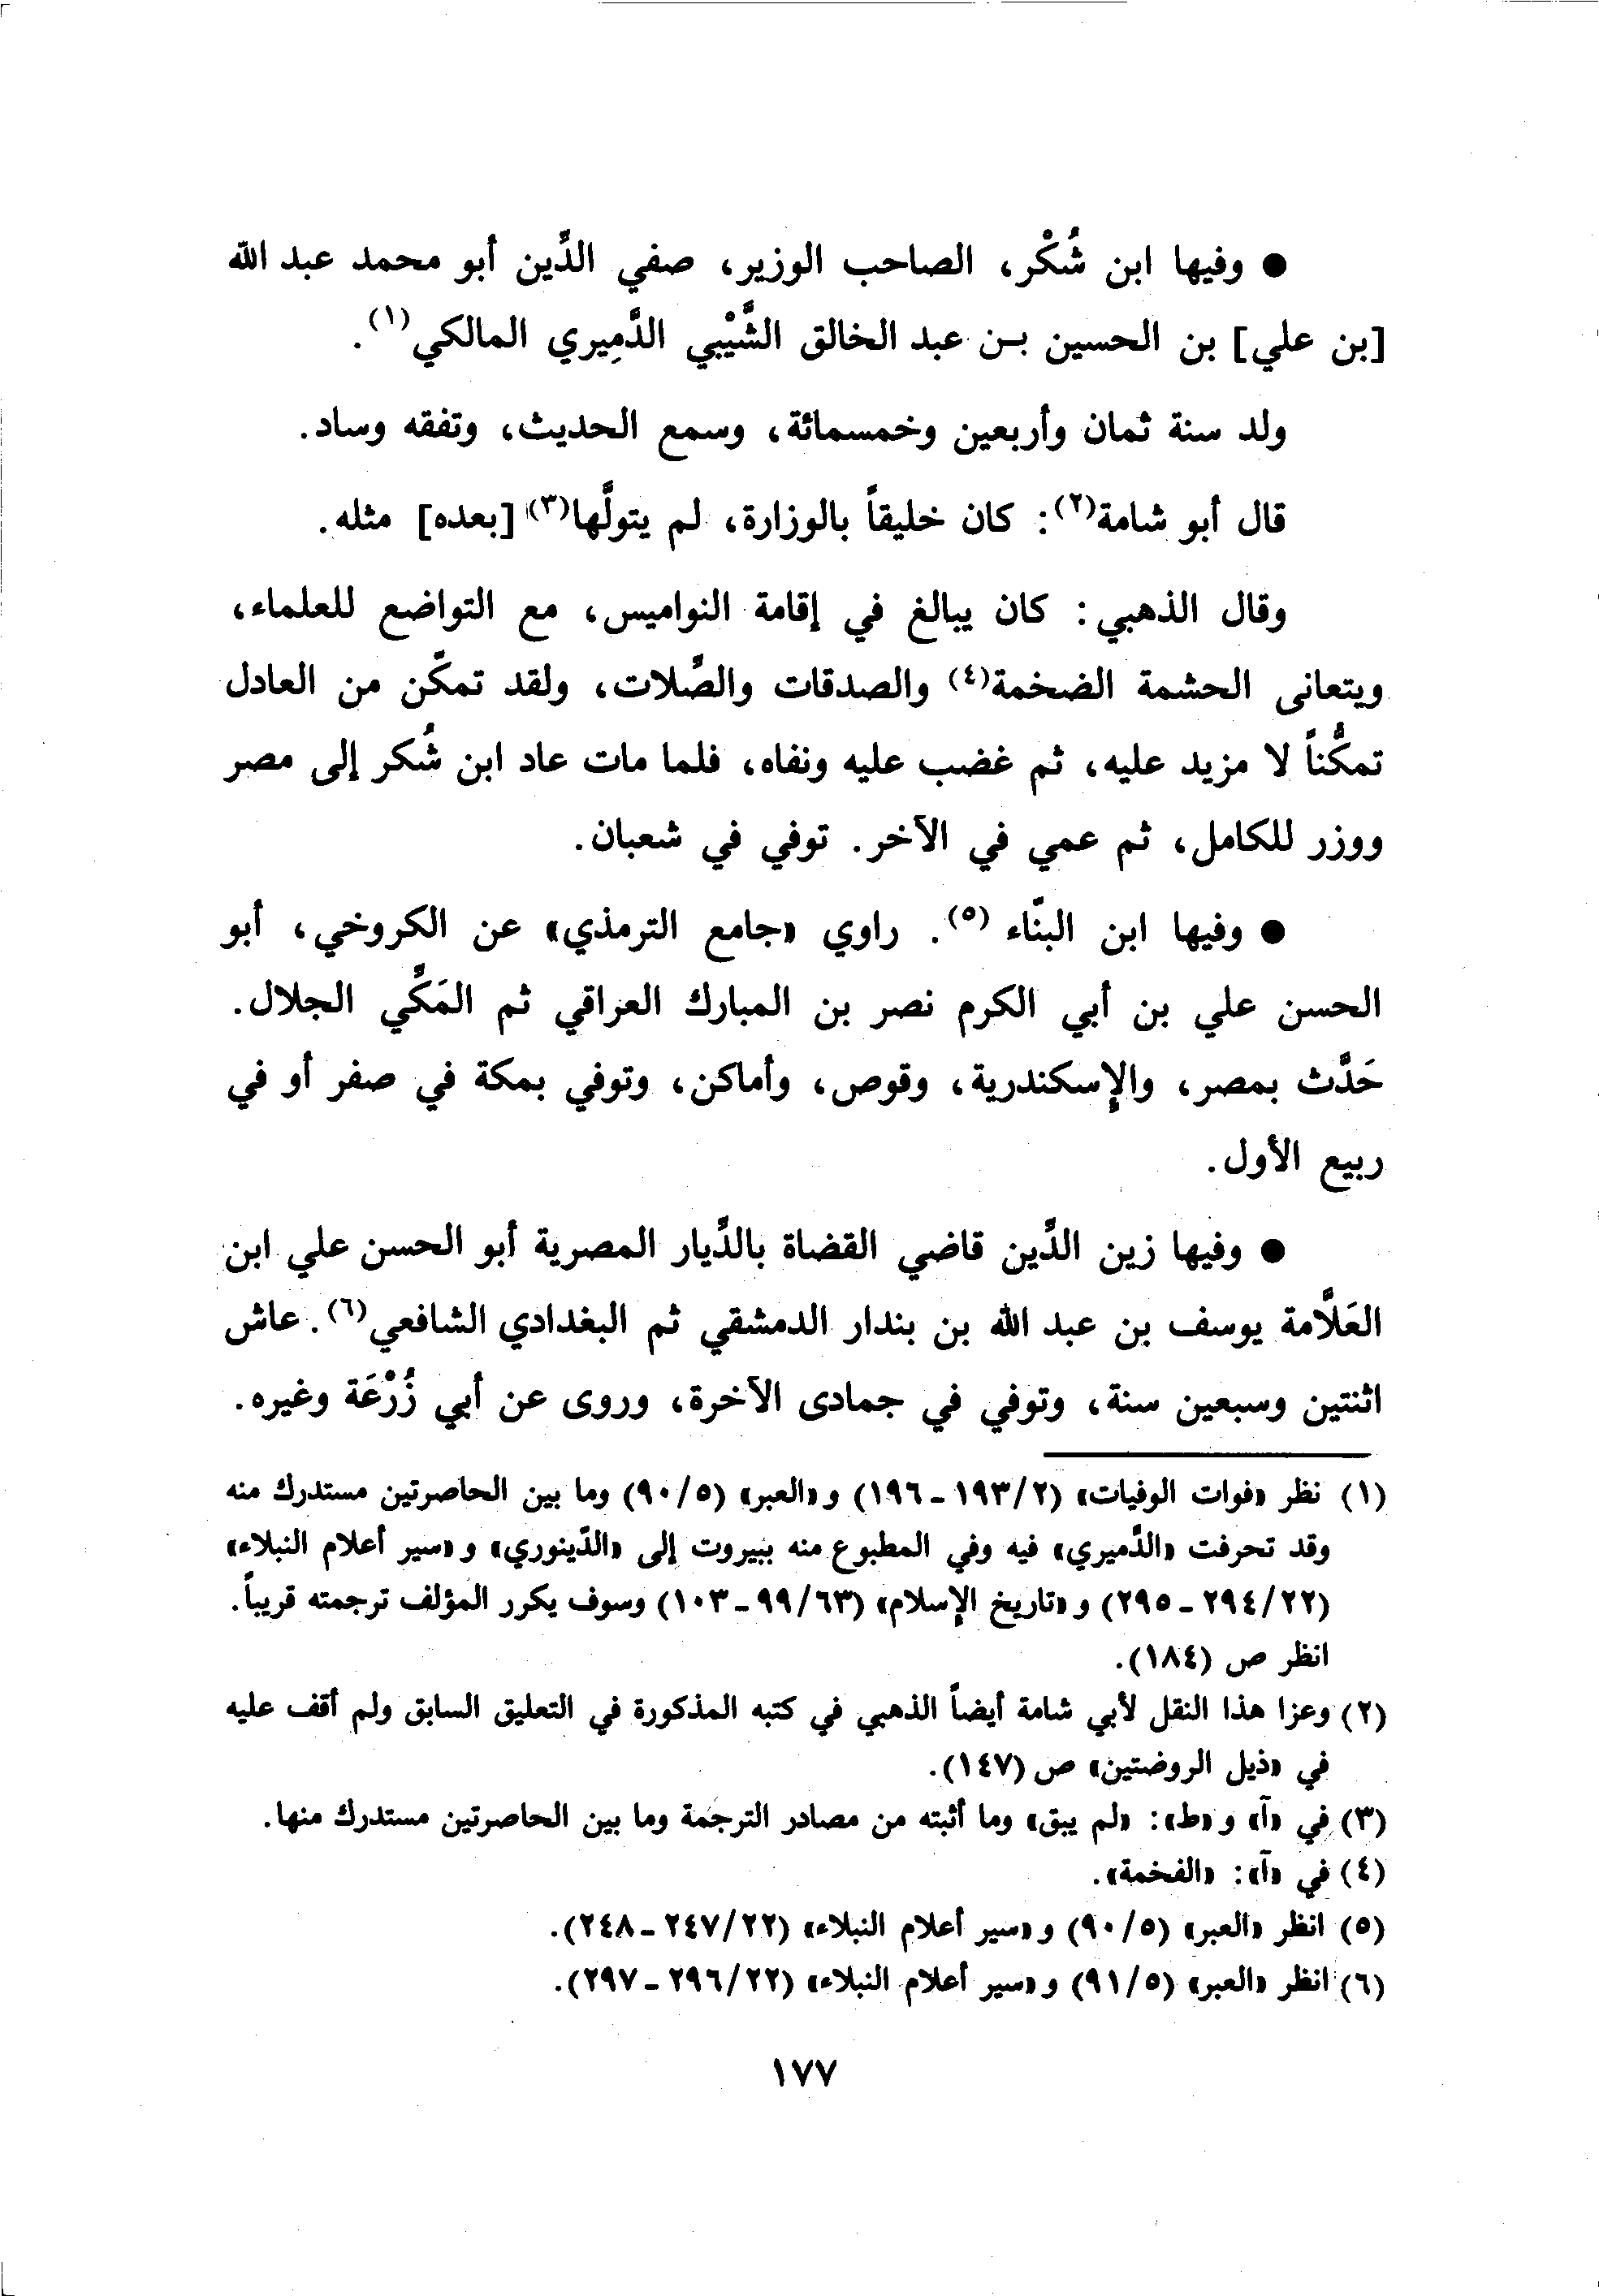 ● وفيها ابن شُكْر، الصاحب الوزير، صفي الدِّين أبو محمد عبد الله
[بن علي] بن الحسين بـن عبد الخالق الشَّيْبي الدَّمِيري المالكي(١).
ولد سنة ثمان وأربعين وخمسمائة، وسمع الحديث، وتفقه وساد.
قال أبو شامة(٢): كان خليقاً بالوزارة، لم يتولَّها(٣) [بعده] مثله.
وقال الذهبي: كان يبالغ في إقامة النواميس، مع التواضع للعلماء،
ويتعانى الحشمة الضخمة(٤) والصدقات والصِّلات، ولقد تمكّن من العادل
تمكُّناً لا مزيد عليه، ثم غضب عليه ونفاه، فلما مات عاد ابن شُكر إلى مصر
ووزر للكامل، ثم عمي في الآخر. توفي في شعبان.
● وفيها ابن البنّاء (٥). راوي «جامع الترمذي» عن الكروخي، أبو
الحسن علي بن أبي الكرم نصر بن المبارك العراقي ثم المَكِّي الجلال.
حَدَّث بمصر، والإسكندرية، وقوص، وأماكن، وتوفي بمكة في صفر أو في
ربيع الأول.
● وفيها زين الدِّين قاضي القضاة بالدِّيار المصرية أبو الحسن علي ابن
العَلاَّمة يوسف بن عبد الله بن بندار الدمشقي ثم البغدادي الشافعي(٦). عاش
اثنتين وسبعين سنة، وتوفي في جمادى الآخرة، وروى عن أبي زُرْعَة وغيره.
(١) نظر «فوات الوفيات» (٢/١٩٣ - ١٩٦) و«العبر» (٥/٩٠) وما بين الحاصرتين مستدرك منه
وقد تحرفت «الدَّميري» فيه وفي المطبوع منه ببيروت إلى «الدِّينوري» و«سير أعلام النبلاء»
(٢٢/٢٩٤ - ٢٩٥) و«تاريخ الإسلام» (٦٣/٩٩ - ١٠٣) وسوف يكرر المؤلف ترجمته قريباً.
انظر ص (١٨٤).
(٢) وعزا هذا النقل لأبي شامة أيضاً الذهبي في كتبه المذكورة في التعليق السابق ولم أقف عليه
في «ذيل الروضتين» ص (١٤٧).
(٣) في «آ» و«ط»: «لم يبق» وما أثبته من مصادر الترجمة وما بين الحاصرتين مستدرك منها.
(٤) في «آ»: «الفخمة».
(٥) انظر «العبر» (٥/٩٠) و«سير أعلام النبلاء» (٢٢/٢٤٧ - ٢٤٨).
(٦) انظر «العبر» (٥/٩١) و«سير أعلام النبلاء» (٢٢/٢٩٦ - ٢٩٧).
١٧٧